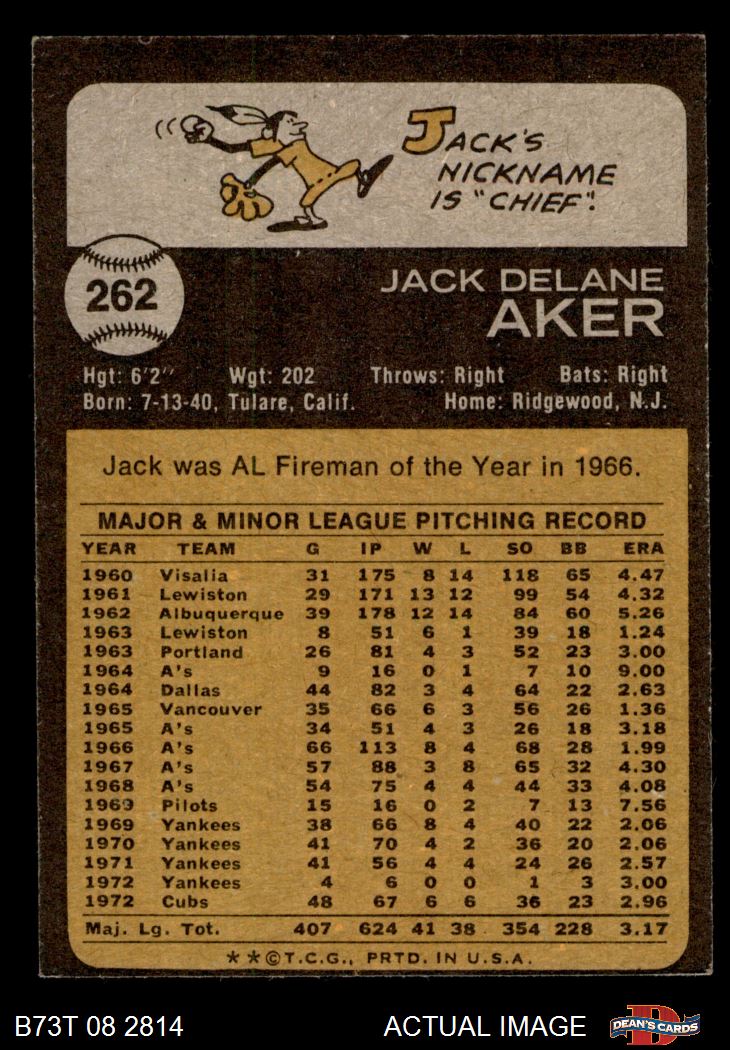 JACK'S
NICKNAME
IS "CHIEF".
262
JACK DELANE
AKER
Hgt: 6'2" Wgt: 202 Throws: Right Bats: Right
Born: 7-13-40, Tulare, Calif. Home: Ridgewood, N.J.
Jack was AL Fireman of the Year in 1966.
MAJOR & MINOR LEAGUE PITCHING RECORD
YEAR TEAM G IP W L SO BB ERA
1960 Visalia 31 175 8 14 118 65 4.47
1961 Lewiston 29 171 13 12 99 54 4.32
1962 Albuquerque 39 178 12 14 84 60 5.26
1963 Lewiston 8 51 6 1 39 18 1.24
1963 Portland 26 81 4 3 52 23 3.00
1964 A's 9 16 0 1 7 10 9.00
1964 Dallas 44 82 3 4 64 22 2.63
1965 Vancouver 35 66 6 3 56 26 1.36
1965 A's 34 51 4 3 26 18 3.18
1966 A's 66 113 8 4 68 28 1.99
1967 A's 57 88 3 8 65 32 4.30
1968 A's 54 75 4 4 44 33 4.08
1969 Pilots 15 16 0 2 7 13 7.56
1969 Yankees 38 66 8 4 40 22 2.06
1970 Yankees 41 70 4 2 36 20 2.06
1971 Yankees 41 56 4 4 24 26 2.57
1972 Yankees 4 6 0 0 1 3 3.00
1972 Cubs 48 67 6 6 36 23 2.96
Maj. Lg. Tot. 407 624 41 38 354 228 3.17
**©T.C.G., PRTD. IN U.S.A.
B73T 08 2814 ACTUAL IMAGE DEAN'S CARDS